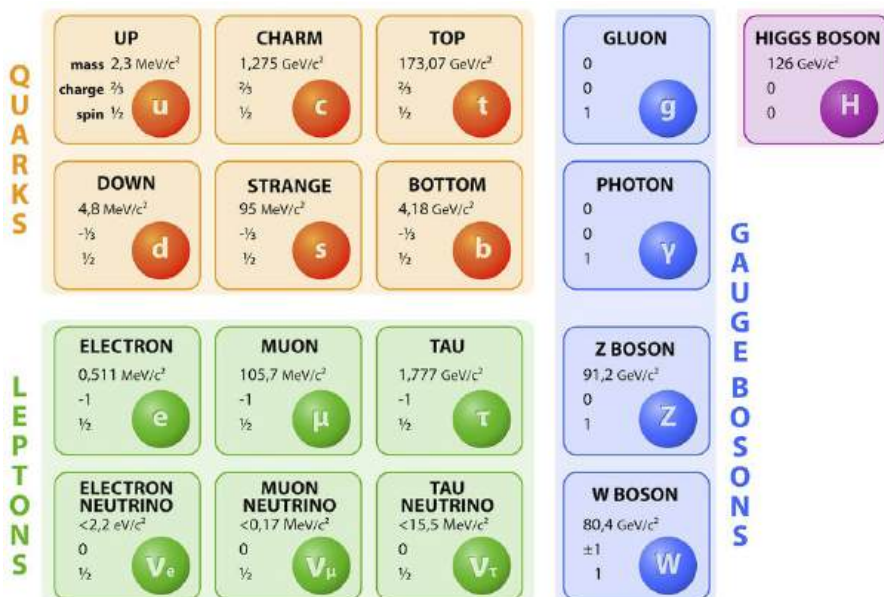 QUARKS
UP
mass 2,3 MeV/c²
charge ⅔
spin ½
u
CHARM
1,275 GeV/c²
⅔
½
c
TOP
173,07 GeV/c²
⅔
½
t
GLUON
0
0
1
g
HIGGS BOSON
126 GeV/c²
0
0
H
DOWN
4,8 MeV/c²
-⅓
½
d
STRANGE
95 MeV/c²
-⅓
½
s
BOTTOM
4,18 GeV/c²
-⅓
½
b
PHOTON
0
0
1
γ
GAUGE BOSONS
LEPTONS
ELECTRON
0,511 MeV/c²
-1
½
e
MUON
105,7 MeV/c²
-1
½
μ
TAU
1,777 GeV/c²
-1
½
τ
Z BOSON
91,2 GeV/c²
0
1
Z
ELECTRON
NEUTRINO
<2,2 eV/c²
0
½
νe
MUON
NEUTRINO
<0,17 MeV/c²
0
½
νμ
TAU
NEUTRINO
<15,5 MeV/c²
0
½
ντ
W BOSON
80,4 GeV/c²
±1
1
W